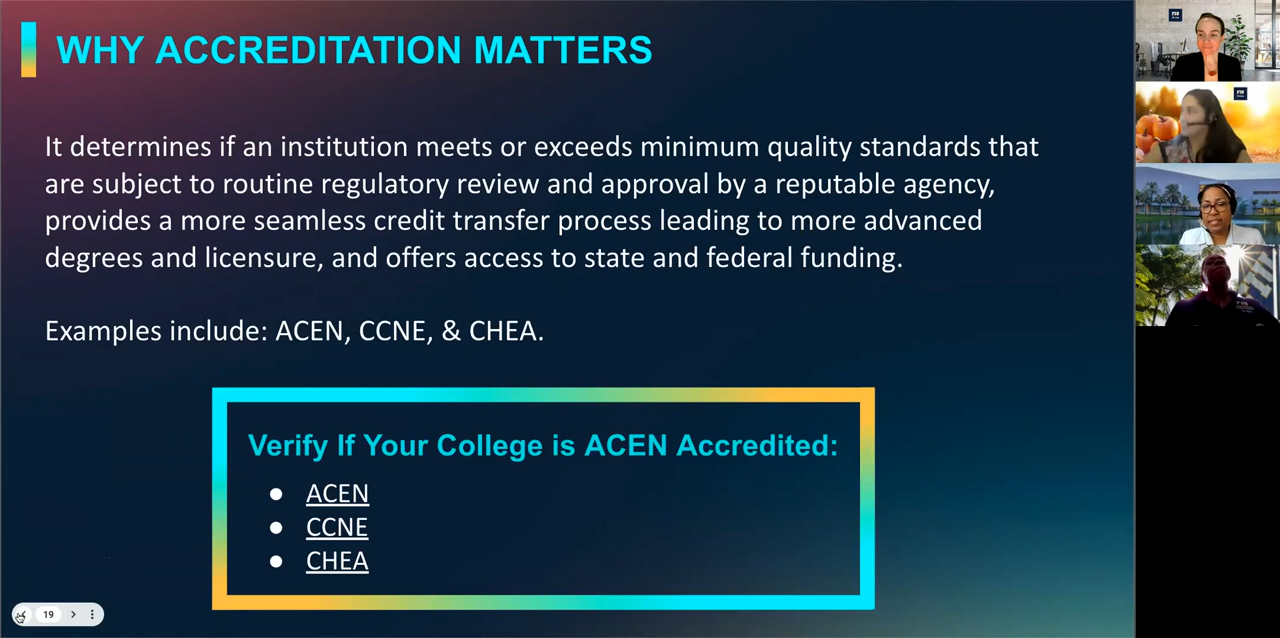 WHY ACCREDITATION MATTERS
It determines if an institution meets or exceeds minimum quality standards that
are subject to routine regulatory review and approval by a reputable agency,
provides a more seamless credit transfer process leading to more advanced
degrees and licensure, and offers access to state and federal funding.
Examples include: ACEN, CCNE, & CHEA.
Verify If Your College is ACEN Accredited:
● ACEN
● CCNE
● CHEA
19